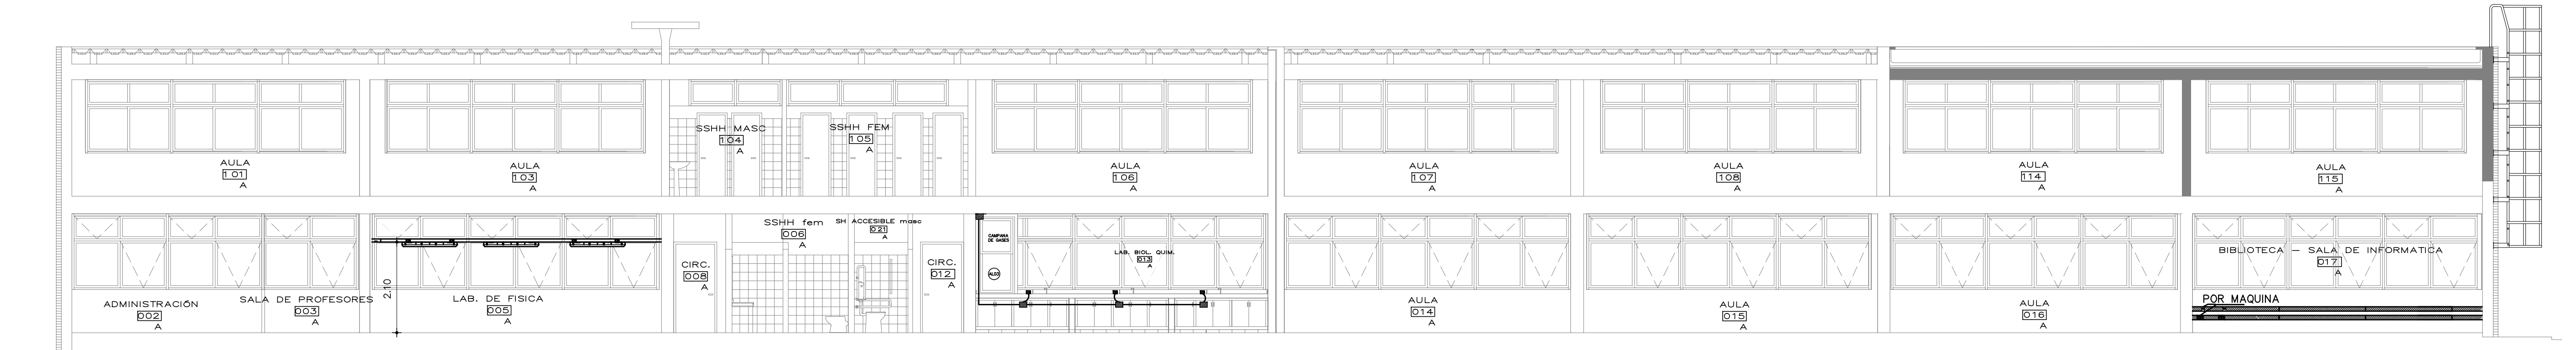 SSHH MASC
104
A
SSHH FEM
105
A
AULA
101
A
AULA
103
A
AULA
106
A
AULA
107
A
AULA
108
A
AULA
114
A
AULA
115
A
ADMINISTRACIÓN
002
A
SALA DE PROFESORES
003
A
2.10
LAB. DE FISICA
005
A
CIRC.
008
A
SSHH fem
006
A
SH ACCESIBLE masc
021
A
CIRC.
012
A
CAMPANA
DE GASES
LAB. BIOL. QUIM.
013
A
AULA
014
A
AULA
015
A
AULA
016
A
BIBLIOTECA – SALA DE INFORMATICA
017
A
POR MAQUINA